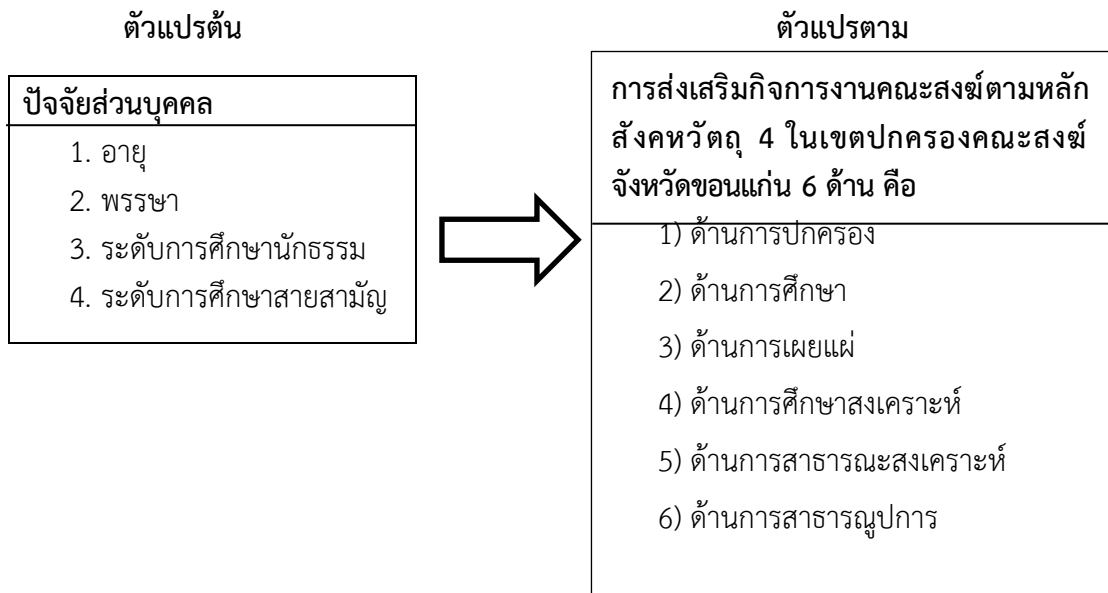 ตัวแปรต้น
ปัจจัยส่วนบุคคล
1. อายุ
2. พรรษา
3. ระดับการศึกษานักธรรม
4. ระดับการศึกษาสายสามัญ
ตัวแปรตาม
การส่งเสริมกิจการงานคณะสงฆ์ตามหลัก
สังคหวัตถุ 4 ในเขตปกครองคณะสงฆ์
จังหวัดขอนแก่น 6 ด้าน คือ
1) ด้านการปกครอง
2) ด้านการศึกษา
3) ด้านการเผยแผ่
4) ด้านการศึกษาสงเคราะห์
5) ด้านการสาธารณะสงเคราะห์
6) ด้านการสาธารณูปการ